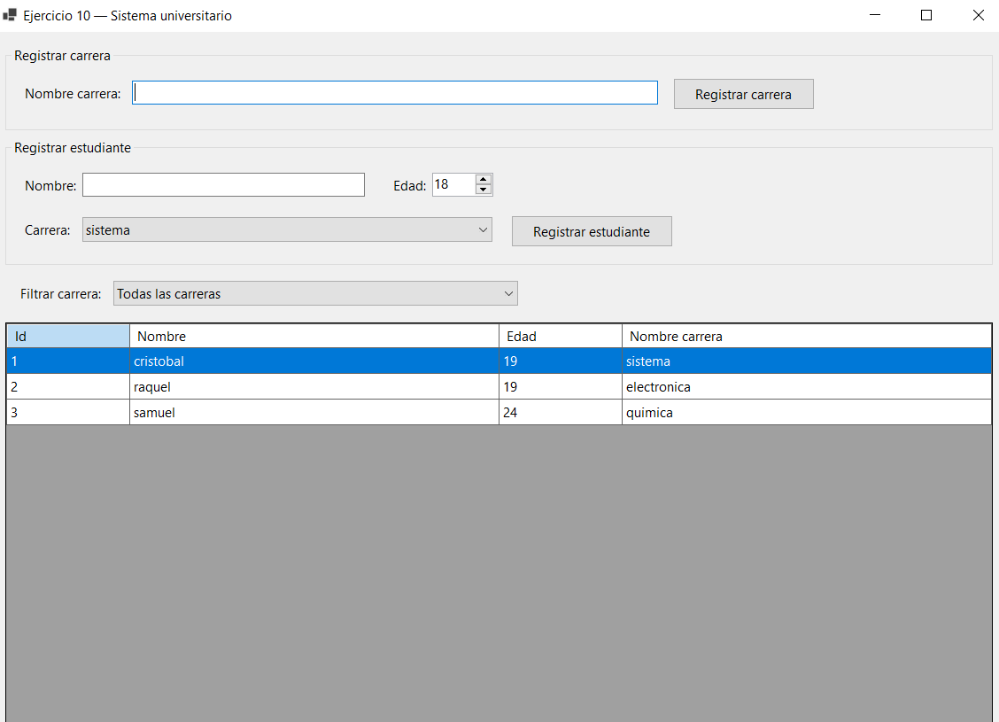 Ejercicio 10 — Sistema universitario
Registrar carrera
Nombre carrera: Registrar carrera
Registrar estudiante
Nombre: Edad: 18
Carrera: sistema Registrar estudiante
Filtrar carrera: Todas las carreras
Id Nombre Edad Nombre carrera
1 cristobal 19 sistema
2 raquel 19 electronica
3 samuel 24 quimica